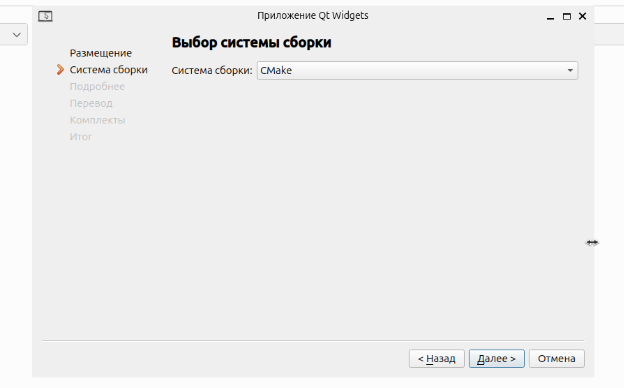 Приложение Qt Widgets
Выбор системы сборки
Размещение
Система сборки
Подробнее
Перевод
Комплекты
Итог
Система сборки: CMake
< Назад
Далее >
Отмена